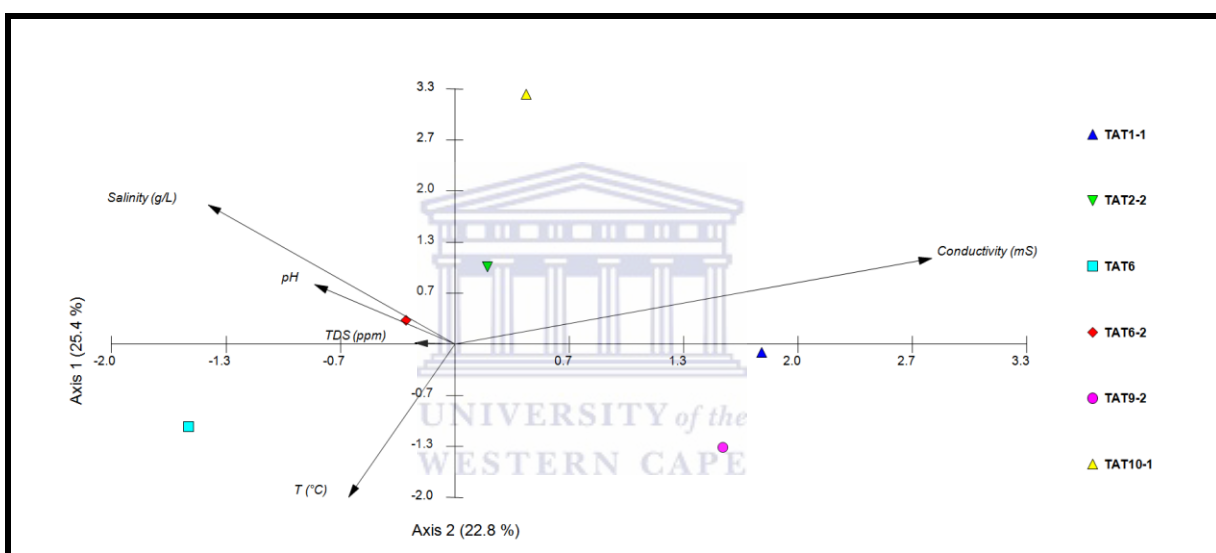 3.3
2.7
2.0
1.3
0.7
-0.7
-1.3
-2.0
-2.0
-1.3
-0.7
0.7
1.3
2.0
2.7
3.3
Salinity (g/L)
pH
TDS (ppm)
T (°C)
Conductivity (mS)
Axis 1 (25.4 %)
Axis 2 (22.8 %)
UNIVERSITY of the
WESTERN CAPE
TAT1-1
TAT2-2
TAT6
TAT6-2
TAT9-2
TAT10-1